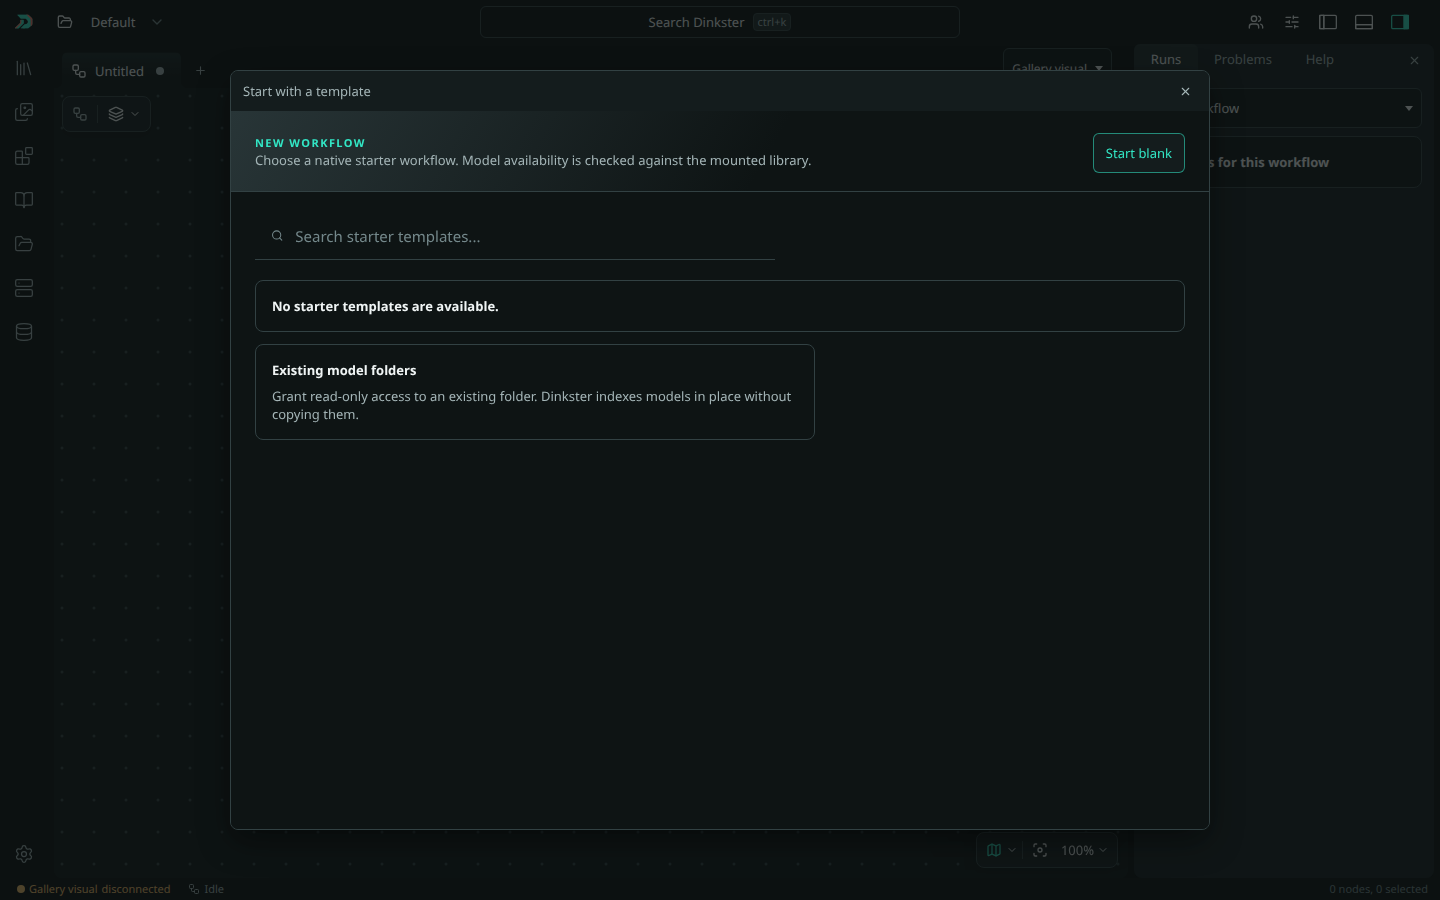 Default
Search Dinkster ctrl+k
Untitled
Gallery visual
Runs
Problems
Help
Start with a template
NEW WORKFLOW
Choose a native starter workflow. Model availability is checked against the mounted library.
Start blank
Search starter templates...
No starter templates are available.
Existing model folders
Grant read-only access to an existing folder. Dinkster indexes models in place without
copying them.
s for this workflow
100%
Gallery visual disconnected
Idle
0 nodes, 0 selected